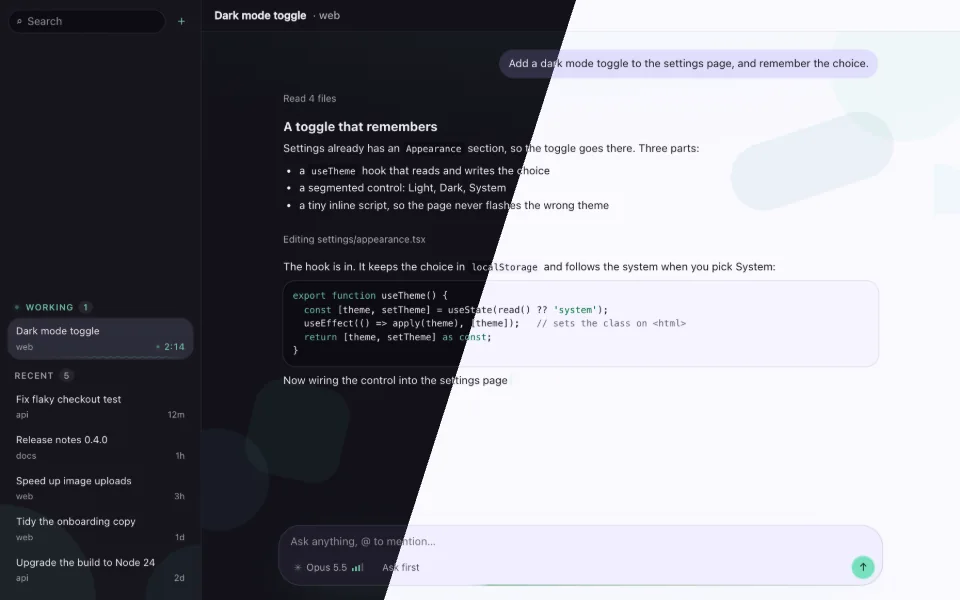 Search
+
Dark mode toggle · web
Add a dark mode toggle to the settings page, and remember the choice.
Read 4 files
A toggle that remembers
Settings already has an Appearance section, so the toggle goes there. Three parts:
• a useTheme hook that reads and writes the choice
• a segmented control: Light, Dark, System
• a tiny inline script, so the page never flashes the wrong theme
Editing settings/appearance.tsx
The hook is in. It keeps the choice in localStorage and follows the system when you pick System:
export function useTheme() {
const [theme, setTheme] = useState(read() ?? 'system');
useEffect(() => apply(theme), [theme]); // sets the class on <html>
return [theme, setTheme] as const;
}
Now wiring the control into the settings page
WORKING 1
Dark mode toggle
web 2:14
RECENT 5
Fix flaky checkout test
api 12m
Release notes 0.4.0
docs 1h
Speed up image uploads
web 3h
Tidy the onboarding copy
web 1d
Upgrade the build to Node 24
api 2d
Ask anything, @ to mention...
Opus 5.5 Ask first